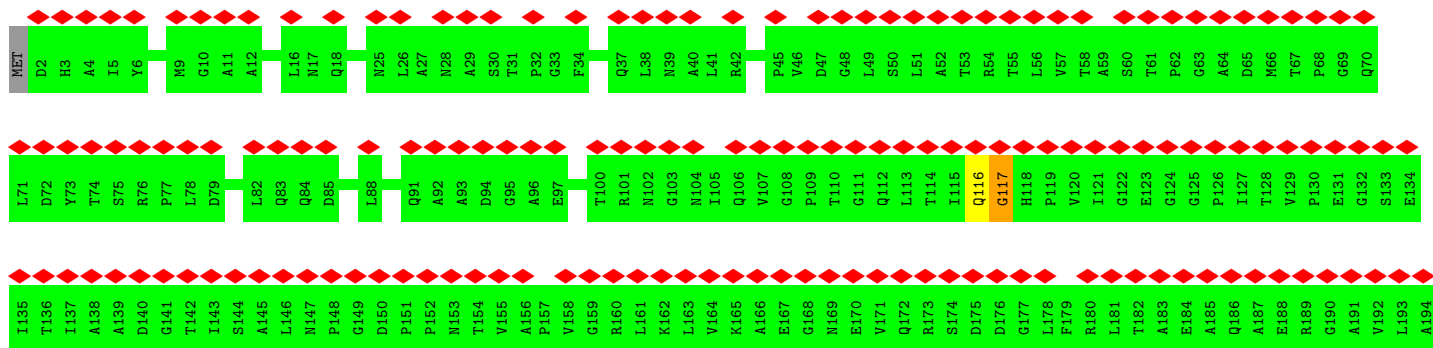 MET D2 H3 A4 I5 Y6 M9 G10 A11 A12 L16 N17 Q18 N25 L26 A27 N28 A29 S30 T31 P32 G33 F34 Q37 L38 N39 A40 L41 R42 P45 V46 D47 G48 L49 S50 L51 A52 T53 R54 T55 L56 V57 T58 A59 S60 T61 P62 G63 A64 D65 M66 T67 P68 G69 Q70
L71 D72 Y73 T74 S75 R76 P77 L78 D79 L82 Q83 Q84 D85 L88 Q91 A92 A93 D94 G95 A96 E97 T100 R101 N102 G103 N104 I105 Q106 V107 G108 P109 T110 G111 Q112 L113 T114 I115 Q116 G117 H118 P119 V120 I121 G122 E123 G124 G125 P126 I127 T128 V129 P130 E131 G132 S133 E134
I135 T136 I137 A138 A139 D140 G141 T142 I143 S144 A145 L146 N147 P148 G149 D150 P151 P152 N153 T154 V155 A156 P157 V158 G159 R160 L161 K162 L163 V164 K165 A166 E167 G168 N169 E170 V171 Q172 R173 S174 D175 D176 G177 L178 F179 R180 L181 T182 A183 E184 A185 Q186 A187 E188 R189 G190 A191 V192 L193 A194